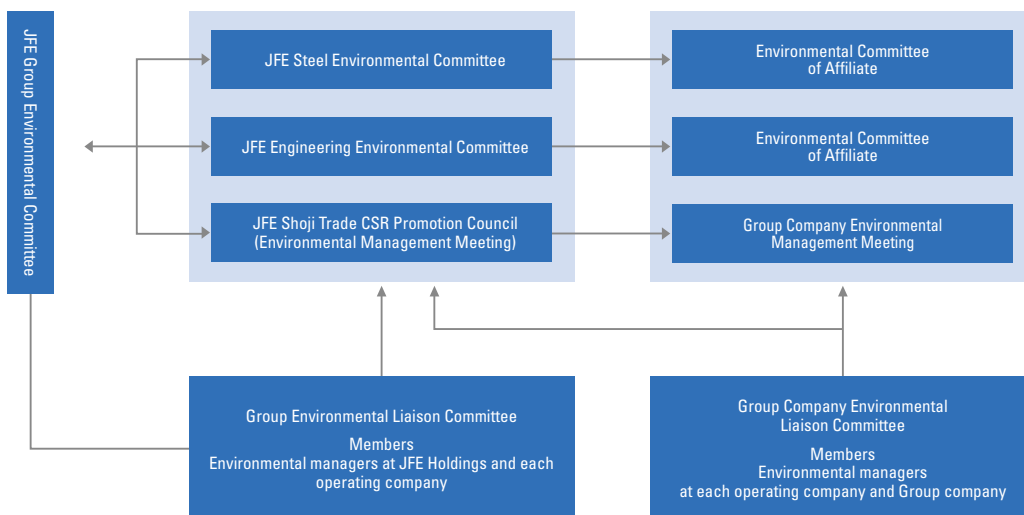 JFE Group Environmental Committee
JFE Steel Environmental Committee
Environmental Committee
of Affiliate
JFE Engineering Environmental Committee
Environmental Committee
of Affiliate
JFE Shoji Trade CSR Promotion Council
(Environmental Management Meeting)
Group Company Environmental
Management Meeting
Group Environmental Liaison Committee
Members
Environmental managers at JFE Holdings and each
operating company
Group Company Environmental
Liaison Committee
Members
Environmental managers
at each operating company and Group company